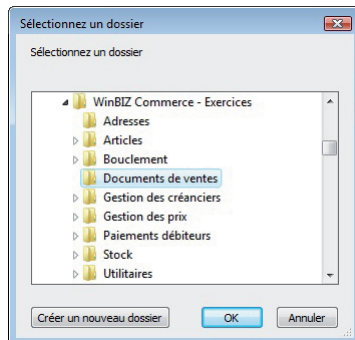 Sélectionnez un dossier
Sélectionnez un dossier
WinBIZ Commerce - Exercices
Adresses
Articles
Bouclement
Documents de ventes
Gestion des créanciers
Gestion des prix
Paiements débiteurs
Stock
Utilitaires
Créer un nouveau dossier OK Annuler